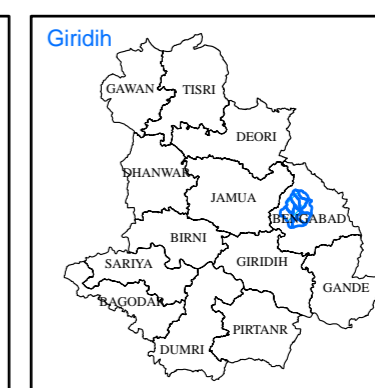 Giridih
GAWAN
TISRI
DEORI
DHANWAR
JAMUA
BENGABAD
BIRNI
SARIYA
GIRIDIH
GANDE
BAGODAR
PIRTANR
DUMRI